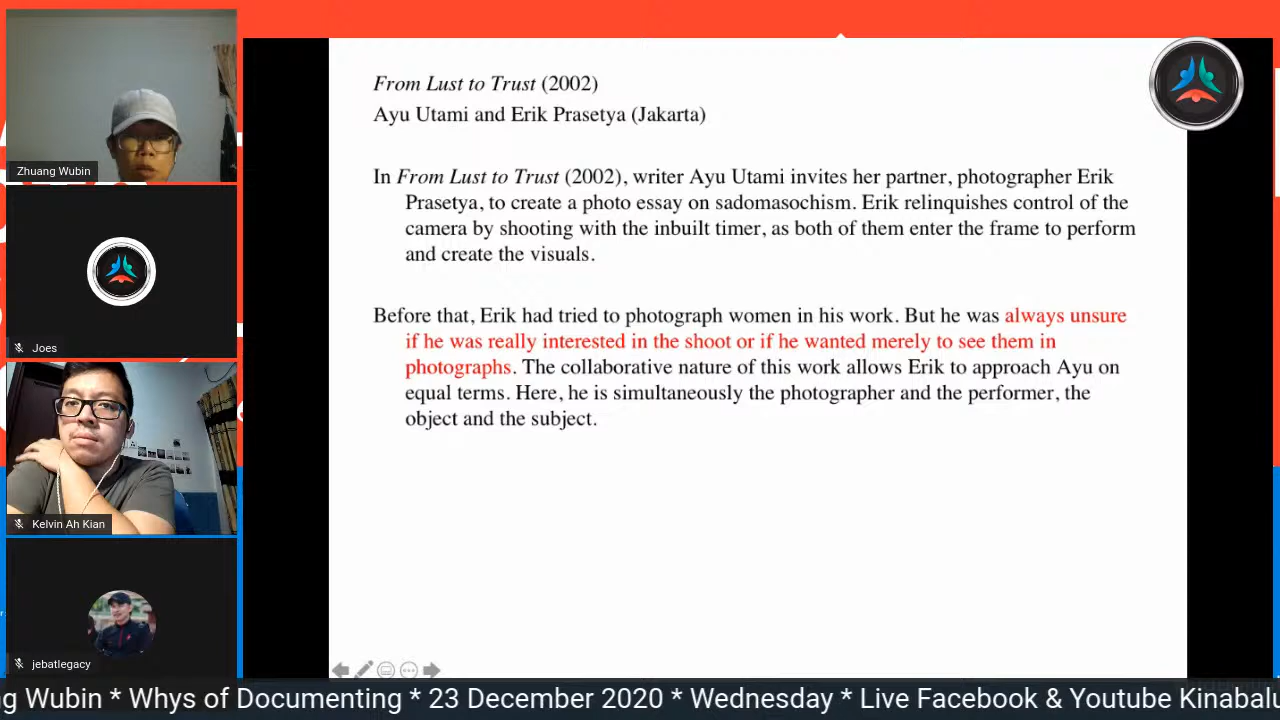 Zhuang Wubin
Joes
Kelvin Ah Kian
jebatlegacy
From Lust to Trust (2002)
Ayu Utami and Erik Prasetya (Jakarta)
In From Lust to Trust (2002), writer Ayu Utami invites her partner, photographer Erik
Prasetya, to create a photo essay on sadomasochism. Erik relinquishes control of the
camera by shooting with the inbuilt timer, as both of them enter the frame to perform
and create the visuals.
Before that, Erik had tried to photograph women in his work. But he was always unsure
if he was really interested in the shoot or if he wanted merely to see them in
photographs. The collaborative nature of this work allows Erik to approach Ayu on
equal terms. Here, he is simultaneously the photographer and the performer, the
object and the subject.
ng Wubin * Whys of Documenting * 23 December 2020 * Wednesday * Live Facebook & Youtube Kinabalu